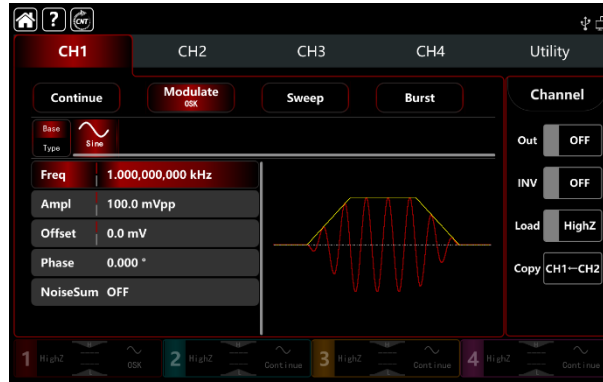 ? CNT
CH1 CH2 CH3 CH4 Utility
Continue Modulate Sweep Burst Channel
OSK
Base
Type Sine
Out OFF
Freq 1.000,000,000 kHz
INV OFF
Ampl 100.0 mVpp
Load HighZ
Offset 0.0 mV
Phase 0.000 °
Copy CH1←CH2
NoiseSum OFF
1 HighZ OSK 2 HighZ Continue 3 HighZ Continue 4 HighZ Continue